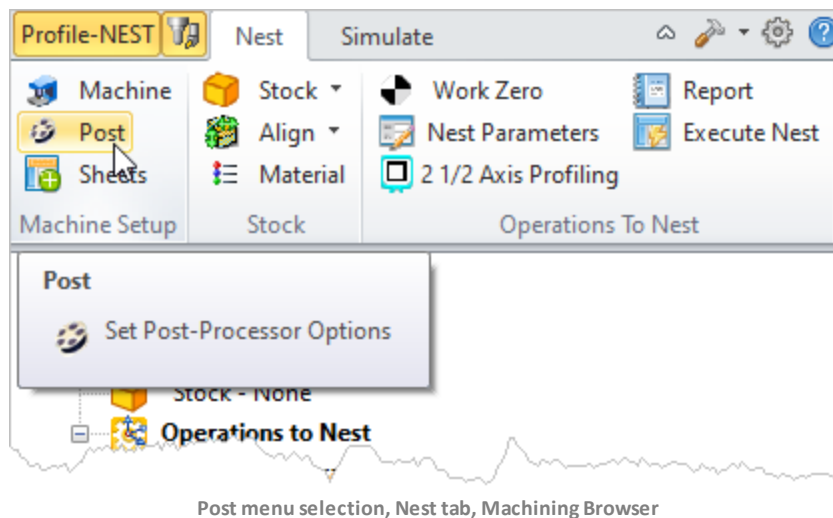 Profile-NEST Nest Simulate
Machine Stock Work Zero Report
Post Align Nest Parameters Execute Nest
Sheets Material 2 1/2 Axis Profiling
Machine Setup Stock Operations To Nest
Post
Set Post-Processor Options
Stock - None
Operations to Nest
Post menu selection, Nest tab, Machining Browser